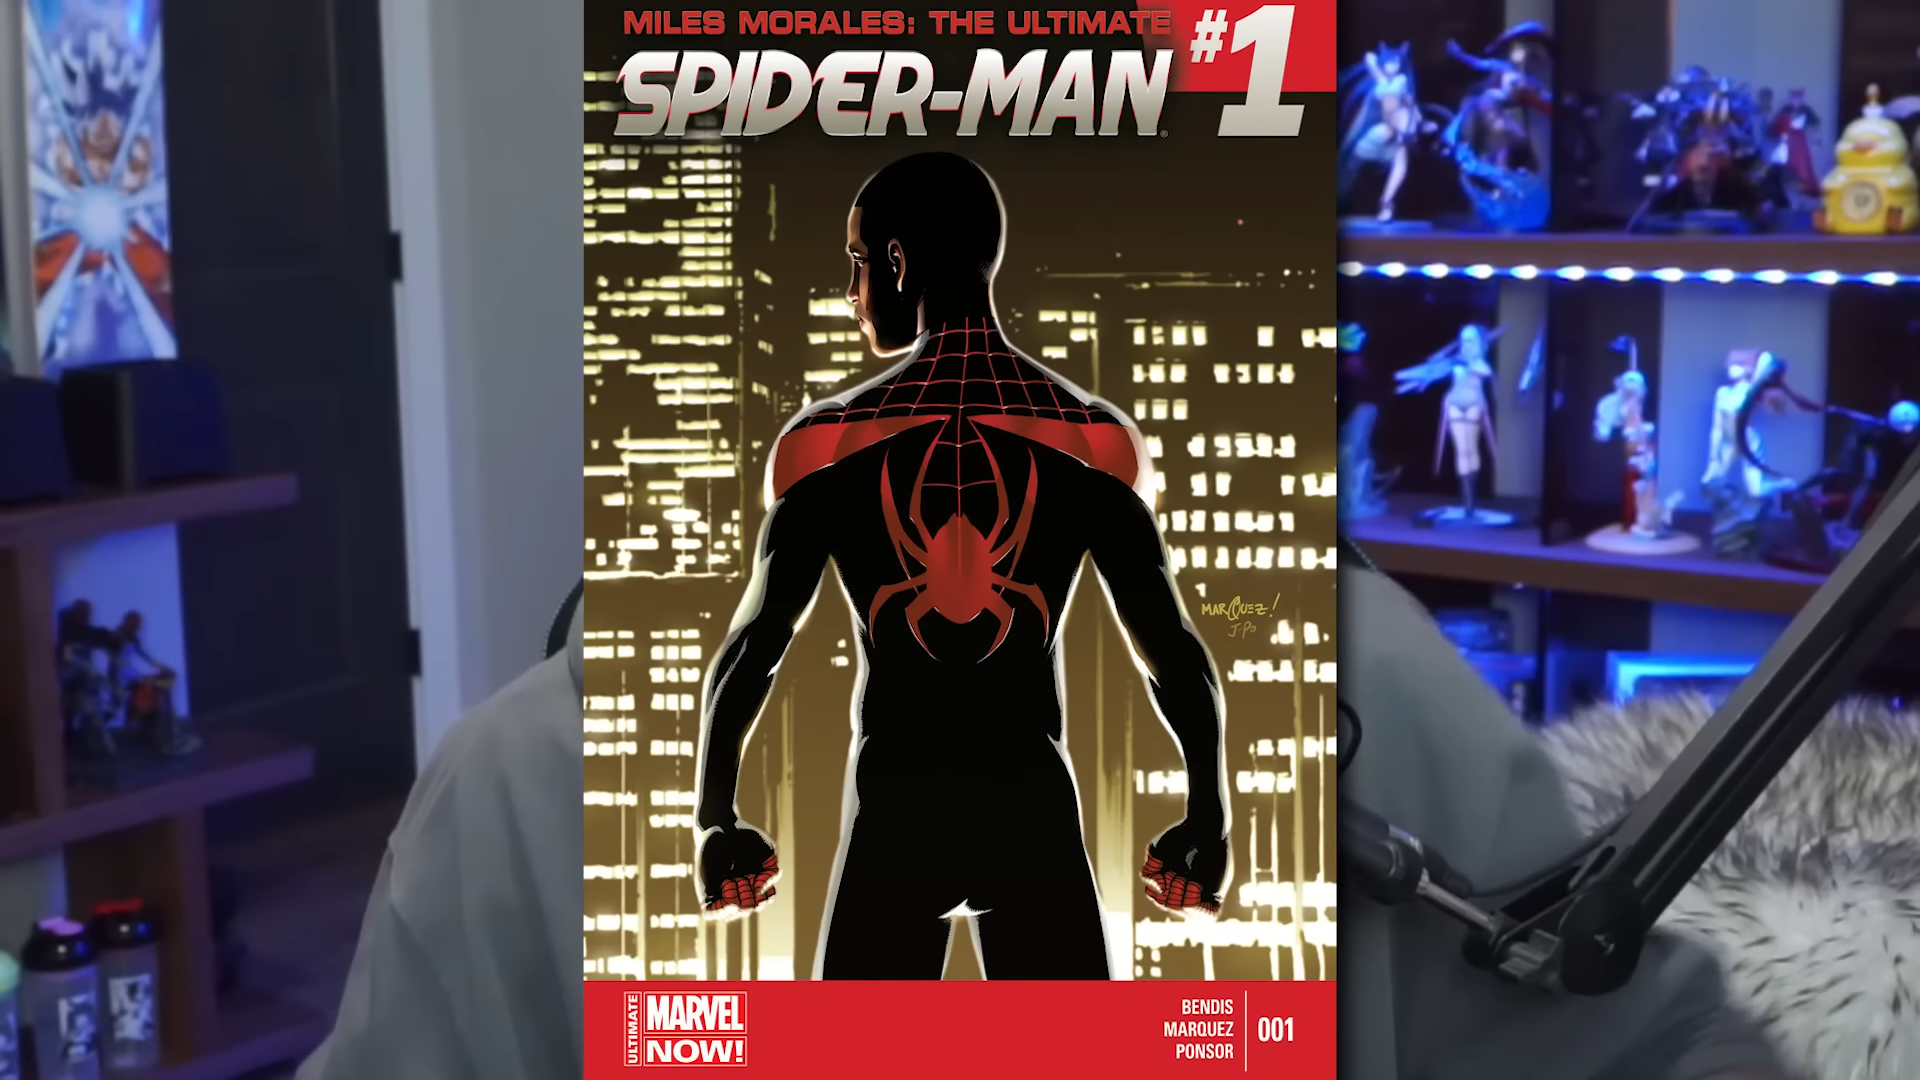 MILES MORALES: THE ULTIMATE
SPIDER-MAN
#1
MARQUEZ!
J-Po
ULTIMATE
MARVEL
NOW!
BENDIS
MARQUEZ
PONSOR
001